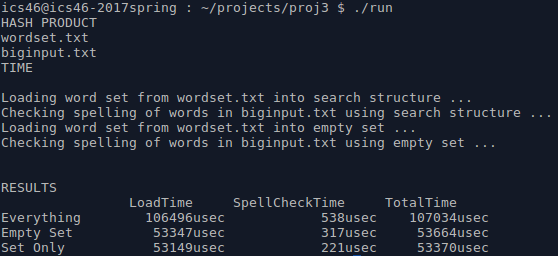 ics46@ics46-2017spring : ~/projects/proj3 $ ./run
HASH PRODUCT
wordset.txt
biginput.txt
TIME
Loading word set from wordset.txt into search structure ...
Checking spelling of words in biginput.txt using search structure ...
Loading word set from wordset.txt into empty set ...
Checking spelling of words in biginput.txt using empty set ...
RESULTS
LoadTime SpellCheckTime TotalTime
Everything 106496usec 538usec 107034usec
Empty Set 53347usec 317usec 53664usec
Set Only 53149usec 221usec 53370usec